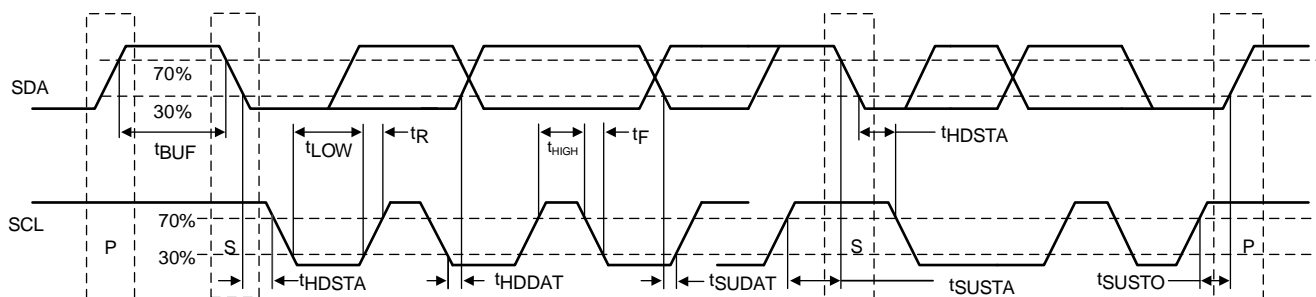 SDA
70%
30%
tBUF
tLOW
tR
tHIGH
tF
tHDSTA
SCL
70%
30%
P
S
S
P
tHDSTA
tHDDAT
tSUDAT
tSUSTA
tSUSTO